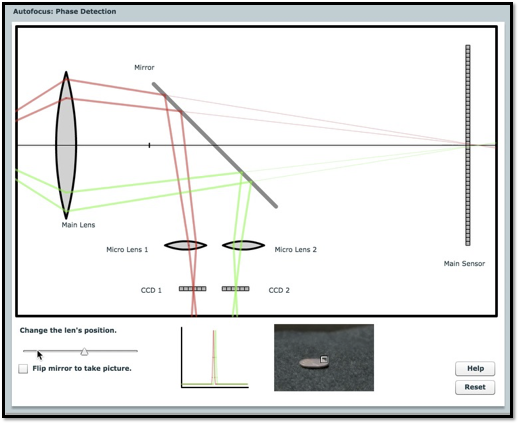 Autofocus: Phase Detection
Mirror
Main Lens
Micro Lens 1
Micro Lens 2
Main Sensor
CCD 1
CCD 2
Change the len's position.
Flip mirror to take picture.
Help
Reset